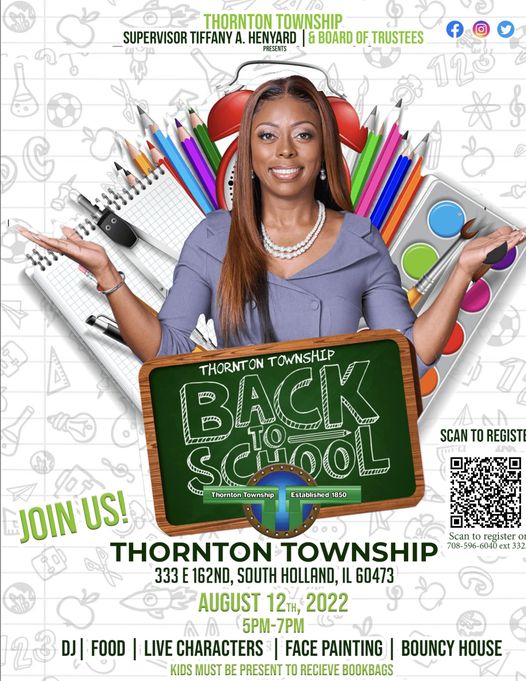 THORNTON TOWNSHIP
SUPERVISOR TIFFANY A. HENYARD | & BOARD OF TRUSTEES
PRESENTS
THORNTON TOWNSHIP
BACK
TO
SCHOOL
Thornton Township Established 1850
SCAN TO REGISTE
Scan to register or
708-596-6040 ext 332
JOIN US!
THORNTON TOWNSHIP
333 E 162ND, SOUTH HOLLAND, IL 60473
AUGUST 12TH, 2022
5PM-7PM
DJ | FOOD | LIVE CHARACTERS | FACE PAINTING | BOUNCY HOUSE
KIDS MUST BE PRESENT TO RECIEVE BOOKBAGS